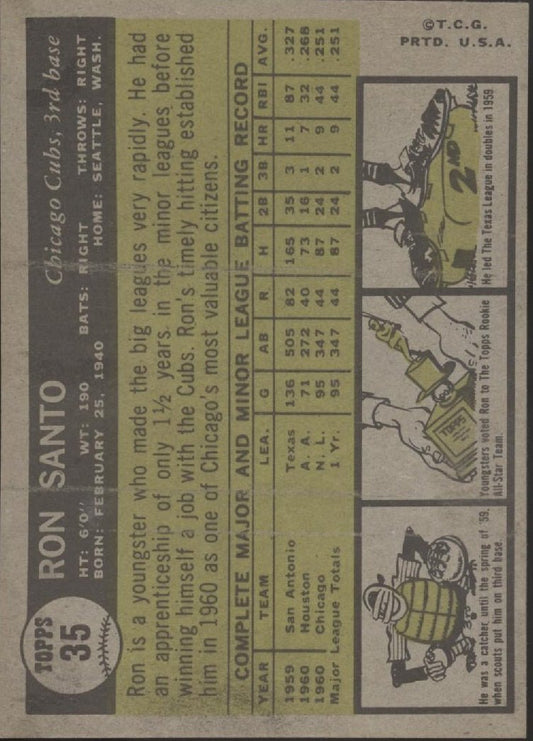 TOPPS
35
RON SANTO
Chicago Cubs, 3rd base
HT: 6'0" WT: 190 BATS: RIGHT THROWS: RIGHT
BORN: FEBRUARY 25, 1940 HOME: SEATTLE, WASH.
Ron is a youngster who made the big leagues very rapidly. He had
an apprenticeship of only 1½ years in the minor leagues before
winning himself a job with the Cubs. Ron's timely hitting established
him in 1960 as one of Chicago's most valuable citizens.
COMPLETE MAJOR AND MINOR LEAGUE BATTING RECORD
YEAR TEAM LEA. G AB R H 2B 3B HR RBI AVG.
1959 San Antonio Texas 136 505 82 165 35 3 11 87 .327
1960 Houston A. A. 71 272 40 73 16 1 7 32 .268
1960 Chicago N. L. 95 347 44 87 24 2 9 44 .251
Major League Totals 1 Yr. 95 347 44 87 24 2 9 44 .251
He was a catcher until the spring of '59
when scouts put him on third base.
TOPPS
Youngsters voted Ron to The Topps Rookie
All-Star Team.
2ND
He led The Texas League in doubles in 1959.
©T.C.G.
PRTD. U.S.A.